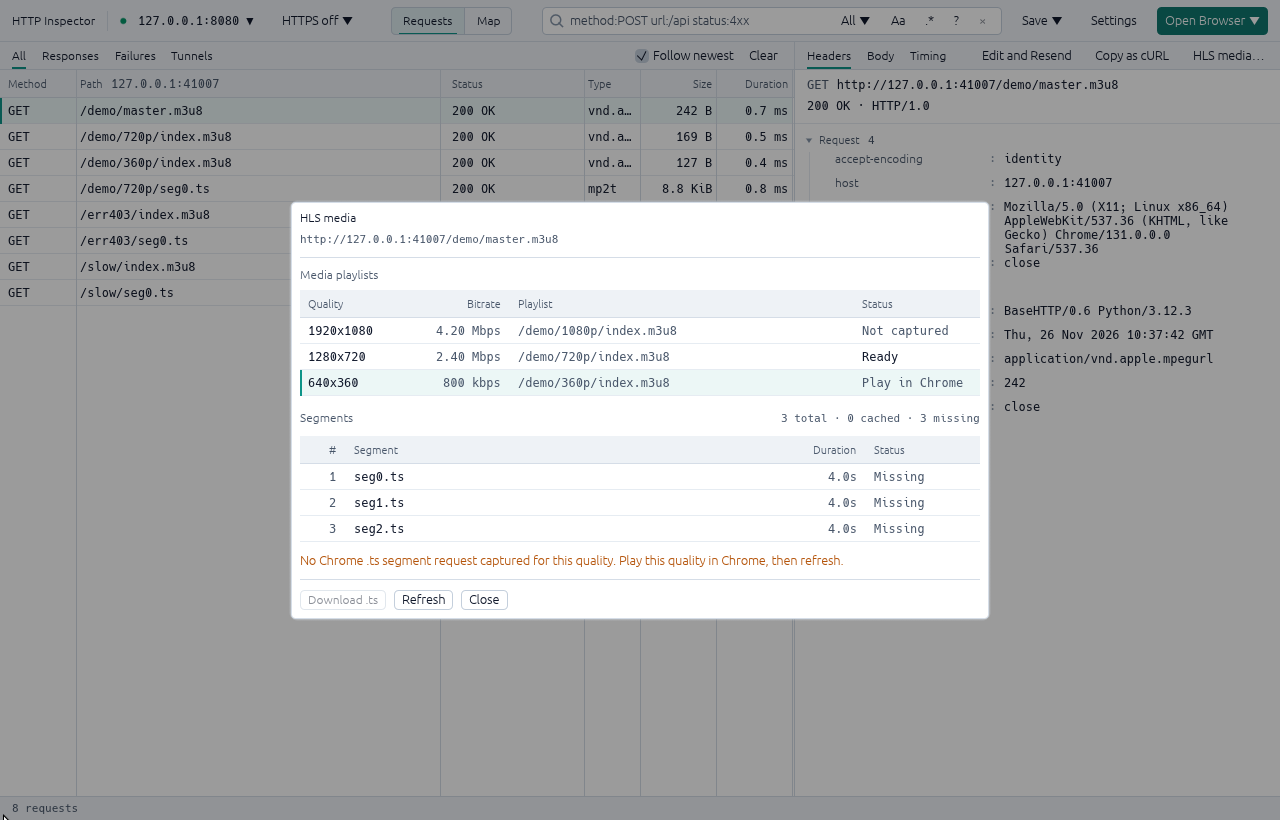 HTTP Inspector ● 127.0.0.1:8080 ▼ HTTPS off ▼ Requests Map method:POST url:/api status:4xx All ▼ Aa .* ? × Save ▼ Settings Open Browser ▼
All Responses Failures Tunnels Follow newest Clear Headers Body Timing Edit and Resend Copy as cURL HLS media…
Method Path 127.0.0.1:41007 Status Type Size Duration
GET http://127.0.0.1:41007/demo/master.m3u8
200 OK · HTTP/1.0
GET /demo/master.m3u8 200 OK vnd.a… 242 B 0.7 ms
GET /demo/720p/index.m3u8 200 OK vnd.a… 169 B 0.5 ms
GET /demo/360p/index.m3u8 200 OK vnd.a… 127 B 0.4 ms
GET /demo/720p/seg0.ts 200 OK mp2t 8.8 KiB 0.8 ms
GET /err403/index.m3u8
GET /err403/seg0.ts
GET /slow/index.m3u8
GET /slow/seg0.ts
▼ Request 4
accept-encoding : identity
host : 127.0.0.1:41007
: Mozilla/5.0 (X11; Linux x86_64)
AppleWebKit/537.36 (KHTML, like
Gecko) Chrome/131.0.0.0
Safari/537.36
: close
: BaseHTTP/0.6 Python/3.12.3
: Thu, 26 Nov 2026 10:37:42 GMT
: application/vnd.apple.mpegurl
: 242
: close
HLS media
http://127.0.0.1:41007/demo/master.m3u8
Media playlists
Quality Bitrate Playlist Status
1920x1080 4.20 Mbps /demo/1080p/index.m3u8 Not captured
1280x720 2.40 Mbps /demo/720p/index.m3u8 Ready
640x360 800 kbps /demo/360p/index.m3u8 Play in Chrome
Segments 3 total · 0 cached · 3 missing
# Segment Duration Status
1 seg0.ts 4.0s Missing
2 seg1.ts 4.0s Missing
3 seg2.ts 4.0s Missing
No Chrome .ts segment request captured for this quality. Play this quality in Chrome, then refresh.
Download .ts Refresh Close
8 requests